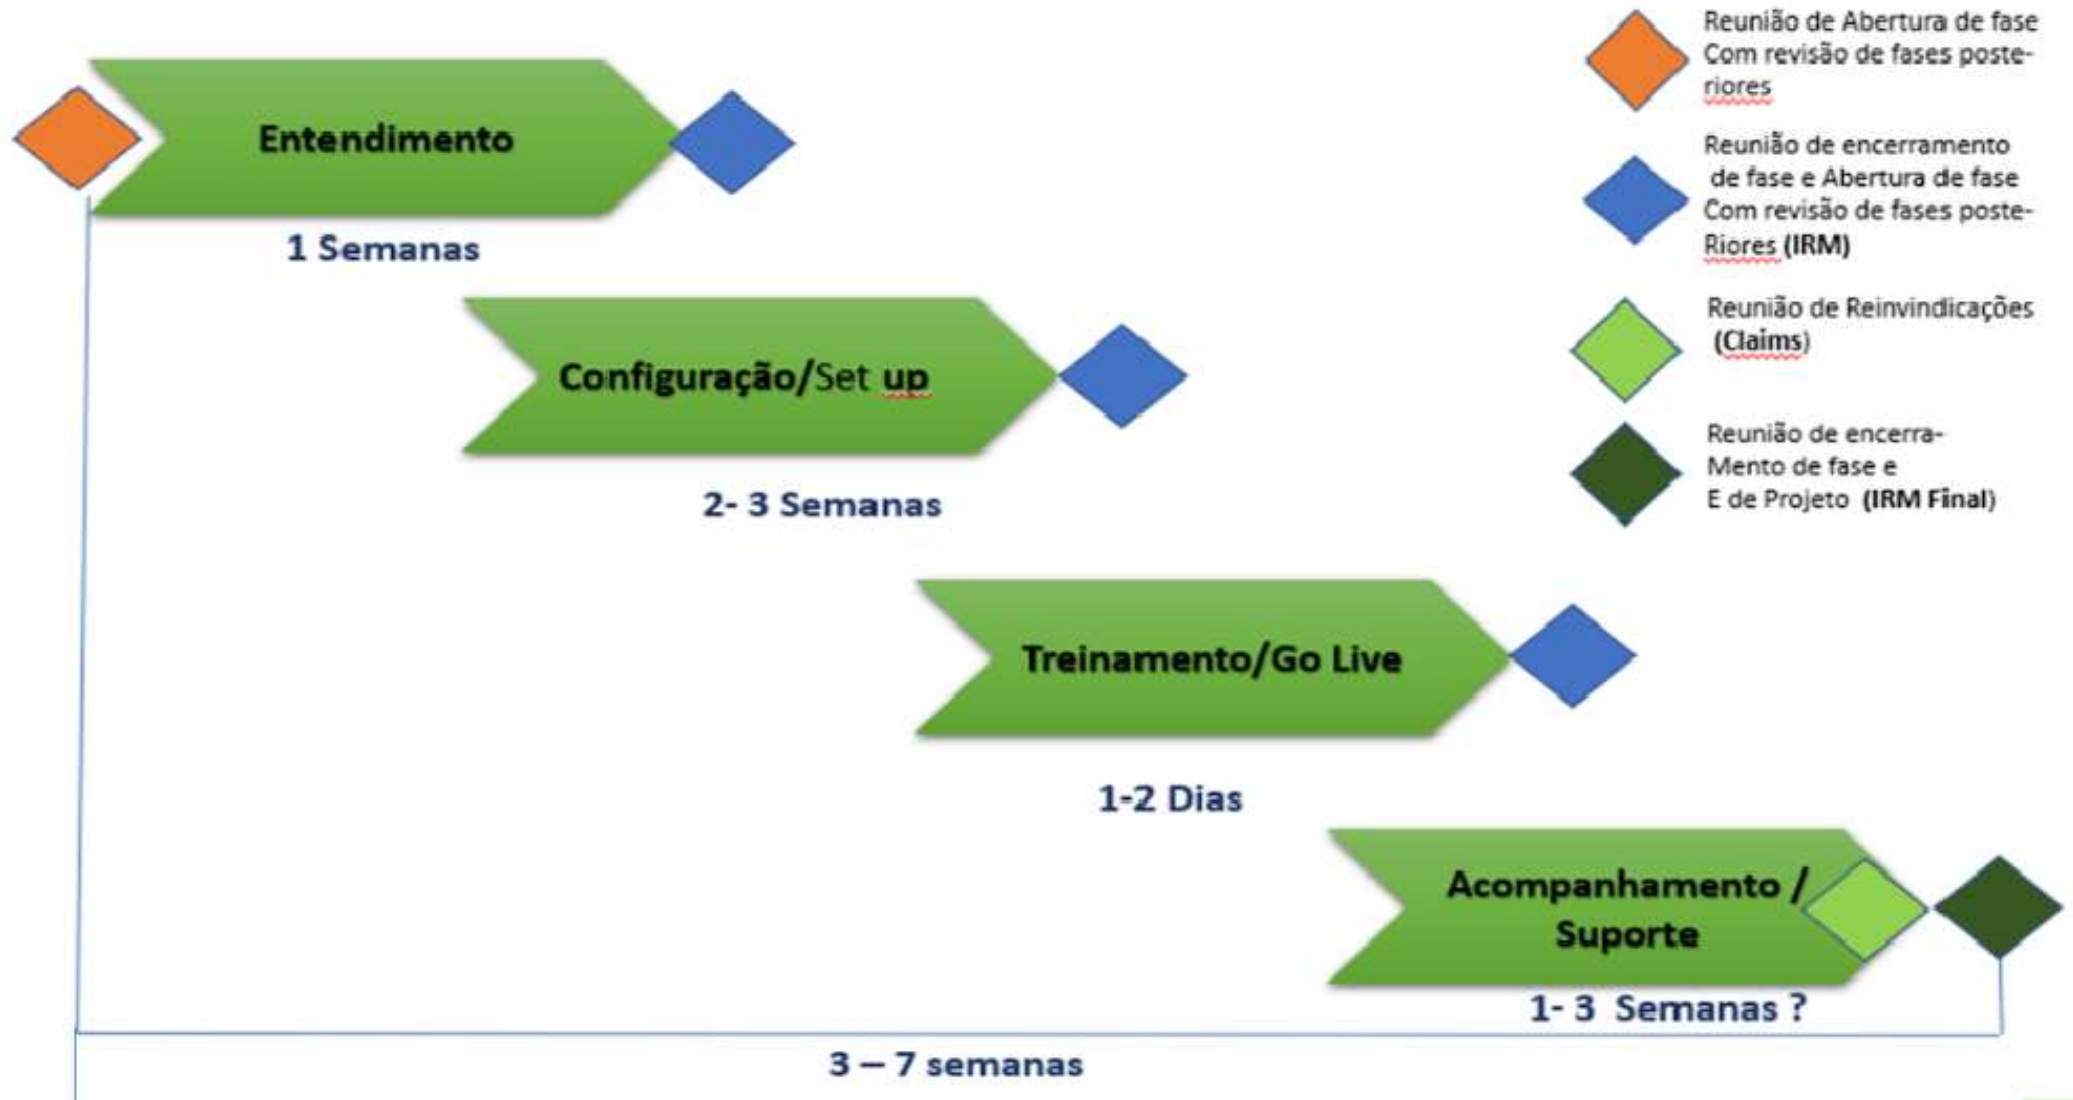 Reunião de Abertura de fase
Com revisão de fases poste-
riores
Reunião de encerramento
de fase e Abertura de fase
Com revisão de fases poste-
Riores (IRM)
Reunião de Reinvindicações
(Claims)
Reunião de encerra-
Mento de fase e
E de Projeto (IRM Final)
Entendimento
1 Semanas
Configuração/Set up
2- 3 Semanas
Treinamento/Go Live
1-2 Dias
Acompanhamento /
Suporte
1- 3 Semanas ?
3 – 7 semanas